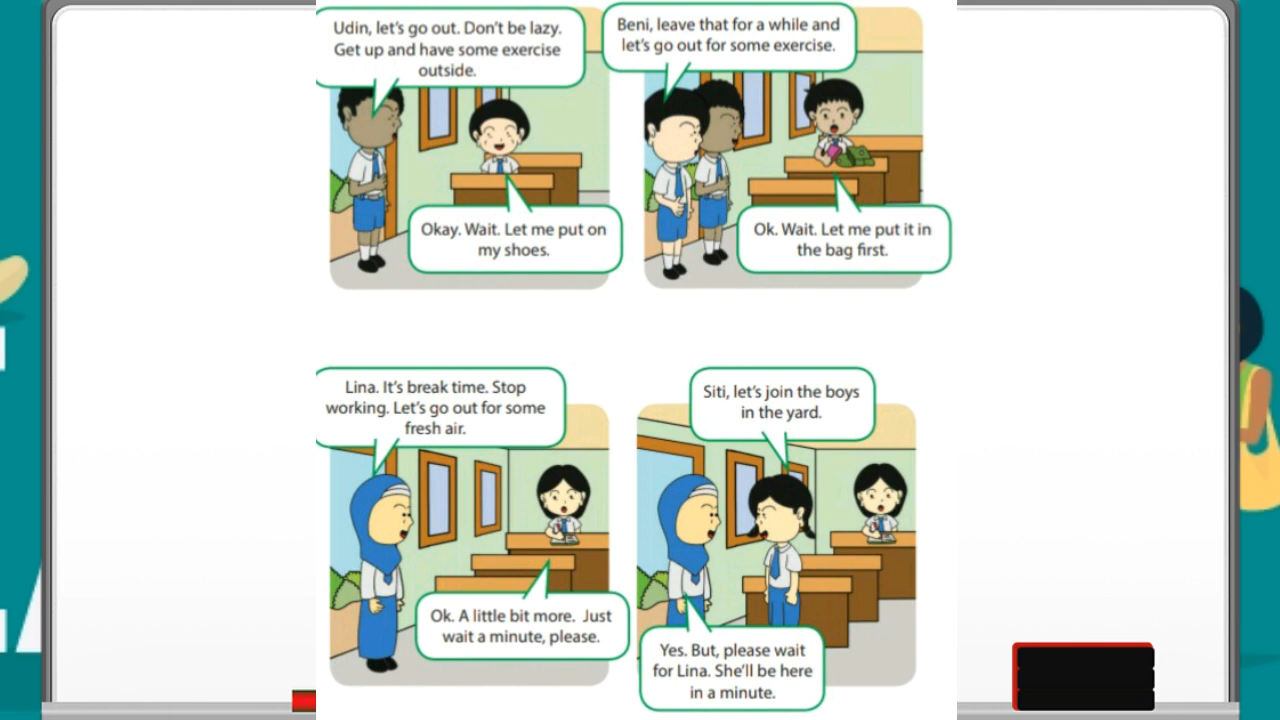 Udin, let's go out. Don't be lazy.
Get up and have some exercise
outside.
Okay. Wait. Let me put on
my shoes.
Beni, leave that for a while and
let's go out for some exercise.
Ok. Wait. Let me put it in
the bag first.
Lina. It's break time. Stop
working. Let's go out for some
fresh air.
Ok. A little bit more. Just
wait a minute, please.
Siti, let's join the boys
in the yard.
Yes. But, please wait
for Lina. She'll be here
in a minute.